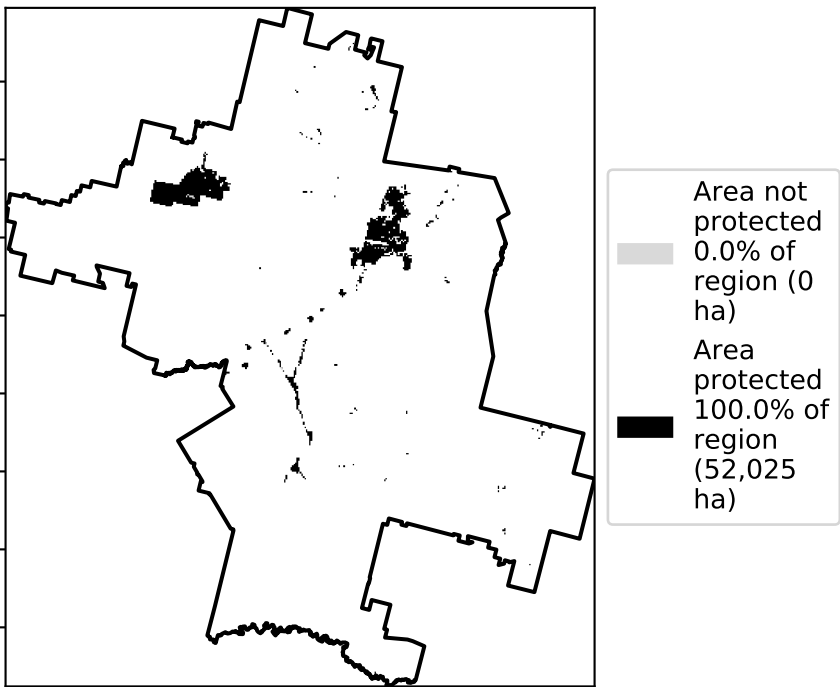 Area not
protected
0.0% of
region (0
ha)
Area
protected
100.0% of
region
(52,025
ha)